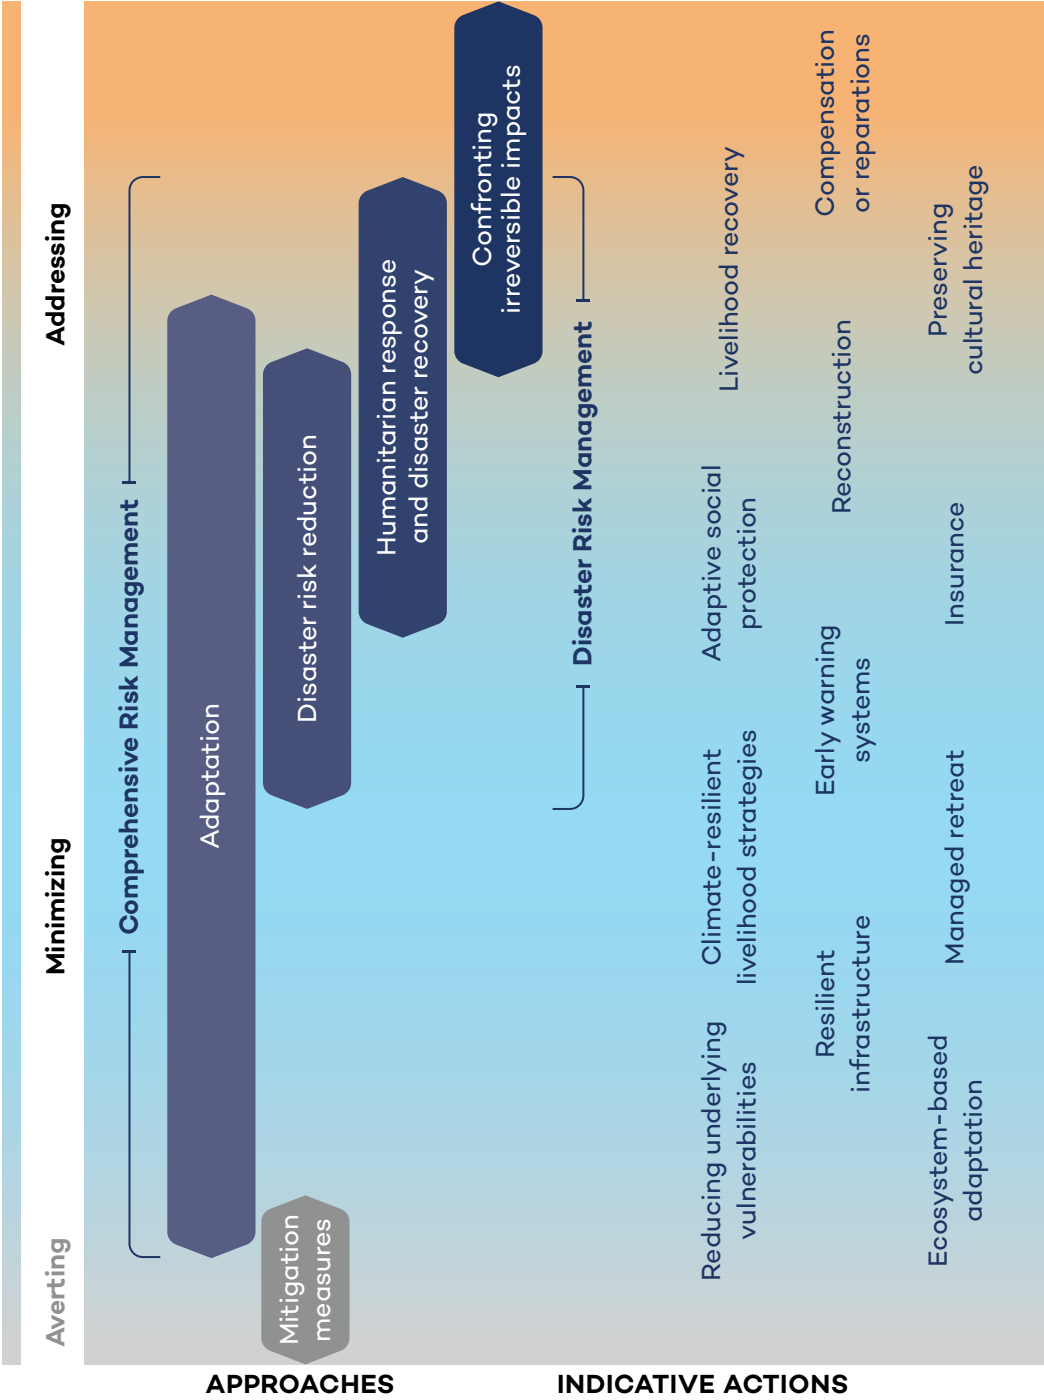 Averting
Minimizing
Addressing
Comprehensive Risk Management
Adaptation
Mitigation
measures
Disaster risk reduction
Humanitarian response
and disaster recovery
Confronting
irreversible impacts
Disaster Risk Management
Reducing underlying
vulnerabilities
Climate-resilient
livelihood strategies
Adaptive social
protection
Livelihood recovery
Resilient
infrastructure
Early warning
systems
Reconstruction
Compensation
or reparations
Ecosystem-based
adaptation
Managed retreat
Insurance
Preserving
cultural heritage
APPROACHES
INDICATIVE ACTIONS